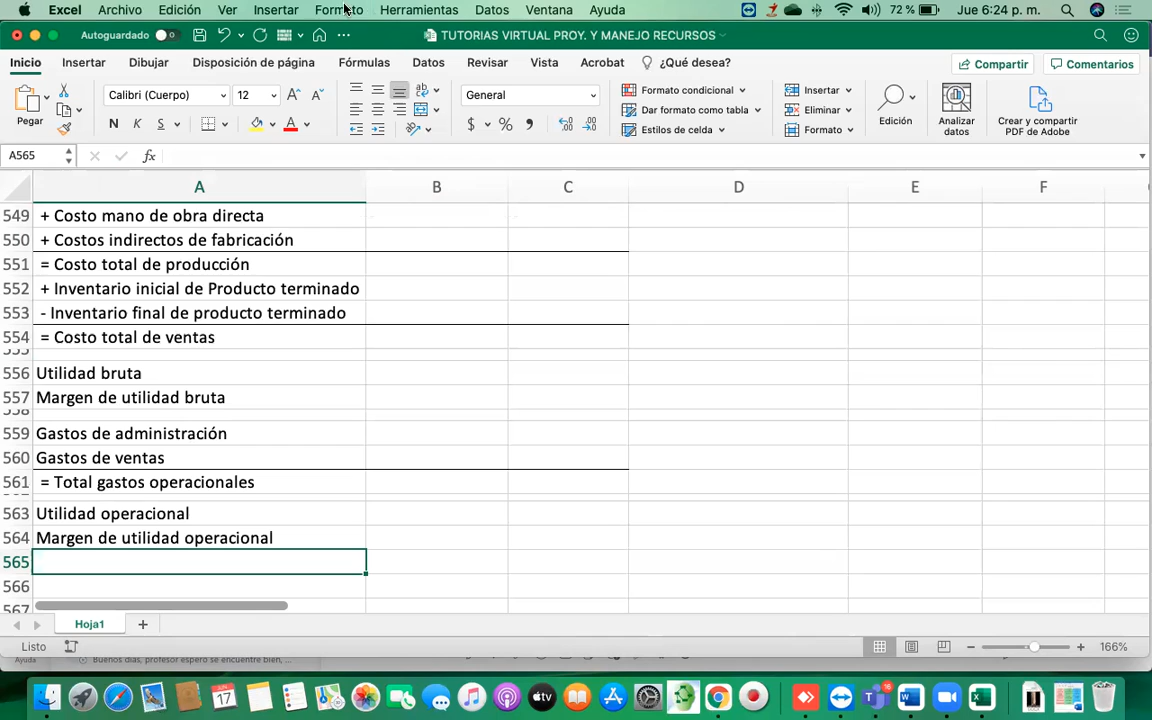 Excel Archivo Edición Ver Insertar Formato Herramientas Datos Ventana Ayuda 72 % Jue 6:24 p. m.
Autoguardado TUTORIAS VIRTUAL PROY. Y MANEJO RECURSOS
Inicio Insertar Dibujar Disposición de página Fórmulas Datos Revisar Vista Acrobat ¿Qué desea? Compartir Comentarios
Pegar Calibri (Cuerpo) 12 A A ab General Formato condicional Insertar
N K S A $ % Dar formato como tabla Eliminar Edición Analizar datos Crear y compartir PDF de Adobe
Estilos de celda Formato
A565 fx
A B C D E F
549 + Costo mano de obra directa
550 + Costos indirectos de fabricación
551 = Costo total de producción
552 + Inventario inicial de Producto terminado
553 - Inventario final de producto terminado
554 = Costo total de ventas
555
556 Utilidad bruta
557 Margen de utilidad bruta
558
559 Gastos de administración
560 Gastos de ventas
561 = Total gastos operacionales
563 Utilidad operacional
564 Margen de utilidad operacional
565
566
567
Hoja1
Listo 166%
Ayuda Buenos días, profesor espero se encuentre bien, ...
17 tv 16